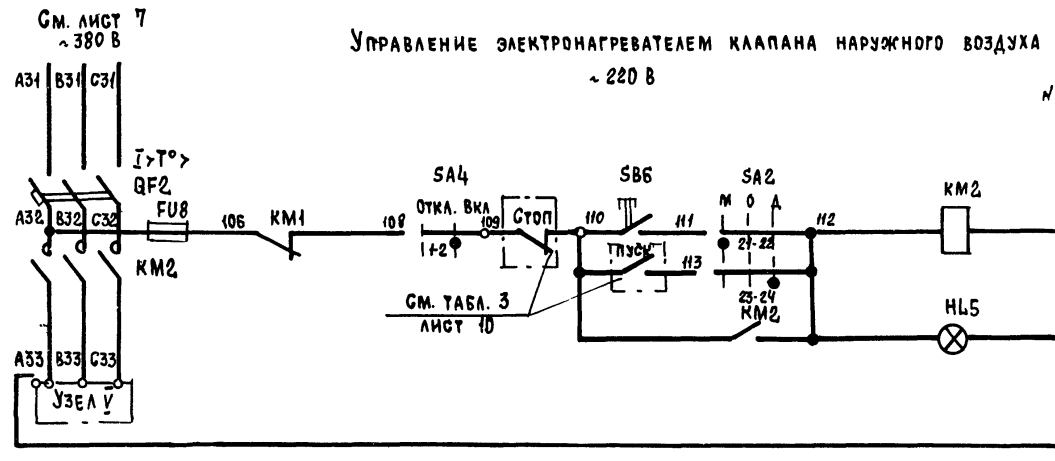 См. лист 7
~380 В
Управление электронагревателем клапана наружного воздуха
~220 В
N
A31 B31 C31
I>T°>
QF2
A32 B32 C32
FU8
106
KM1
108
SA4
Откл. Вкл
1-2
109
Стоп
110
SB6
111
SA2
М О Д
21-22
112
KM2
KM2
Пуск
113
23-24
KM2
См. табл. 3
лист 10
HL5
A33 B33 C33
Узел V